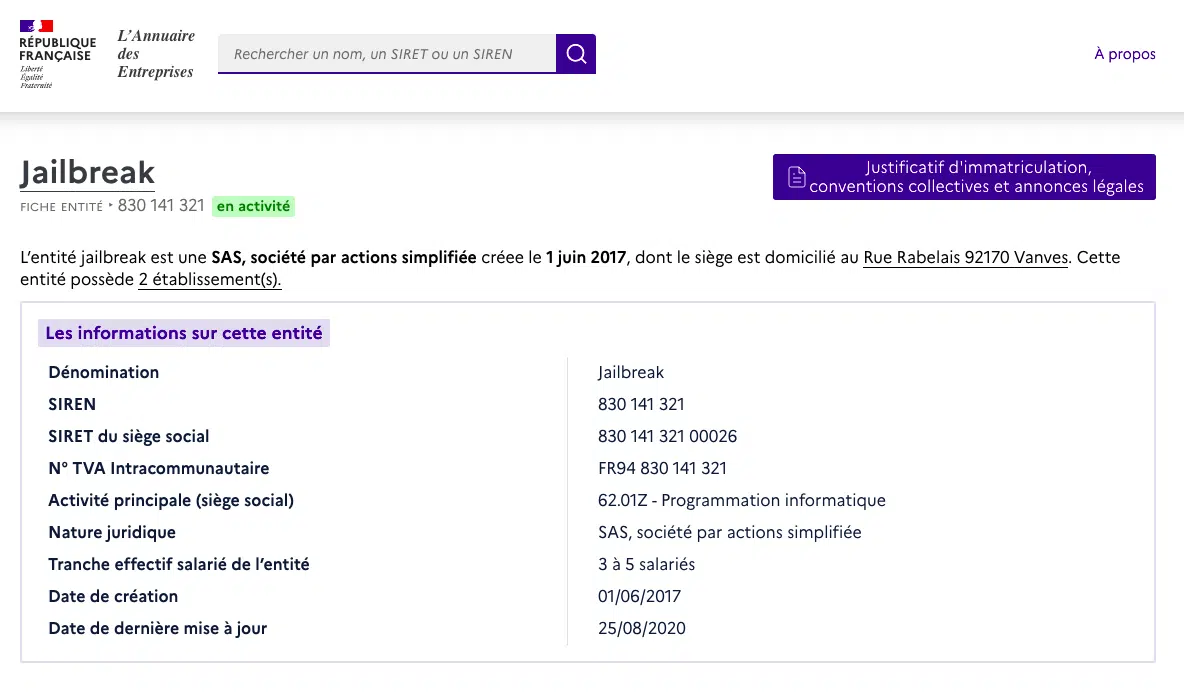 RÉPUBLIQUE
FRANÇAISE
Liberté
Égalité
Fraternité
L’Annuaire
des
Entreprises
Rechercher un nom, un SIRET ou un SIREN
À propos
Jailbreak
FICHE ENTITÉ ‣ 830 141 321 en activité
Justificatif d'immatriculation,
conventions collectives et annonces légales
L’entité jailbreak est une SAS, société par actions simplifiée créee le 1 juin 2017, dont le siège est domicilié au Rue Rabelais 92170 Vanves. Cette
entité possède 2 établissement(s).
Les informations sur cette entité
Dénomination Jailbreak
SIREN 830 141 321
SIRET du siège social 830 141 321 00026
N° TVA Intracommunautaire FR94 830 141 321
Activité principale (siège social) 62.01Z - Programmation informatique
Nature juridique SAS, société par actions simplifiée
Tranche effectif salarié de l’entité 3 à 5 salariés
Date de création 01/06/2017
Date de dernière mise à jour 25/08/2020